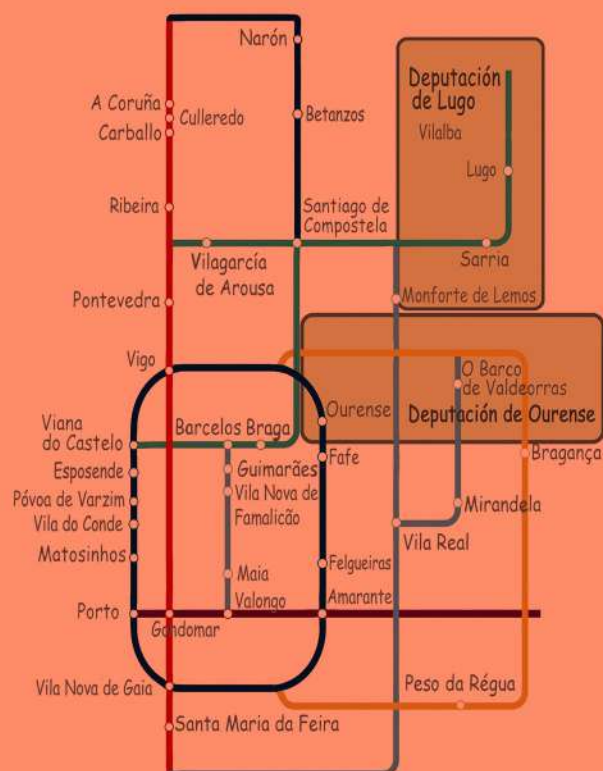 Narón
Deputación
de Lugo
Vilalba
A Coruña
Culleredo
Carballo
Betanzos
Lugo
Ribeira
Santiago de
Compostela
Vilagarcía
de Arousa
Sarria
Pontevedra
Monforte de Lemos
Vigo
O Barco
de Valdeorras
Ourense
Deputación de Ourense
Viana
do Castelo
Barcelos
Braga
Bragança
Esposende
Guimarães
Fafe
Póvoa de Varzim
Vila Nova de
Famalicão
Mirandela
Vila do Conde
Vila Real
Matosinhos
Maia
Felgueiras
Porto
Gondomar
Valongo
Amarante
Vila Nova de Gaia
Peso da Régua
Santa Maria da Feira